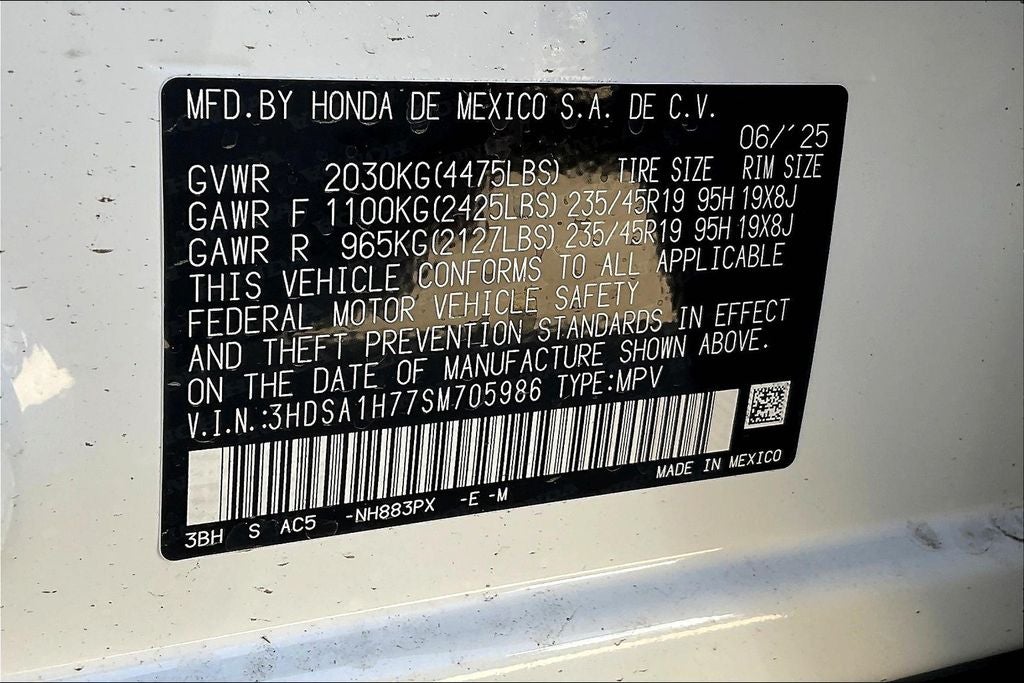 MFD.BY HONDA DE MEXICO S.A. DE C.V.
06/'25
GVWR 2030KG(4475LBS) TIRE SIZE RIM SIZE
GAWR F 1100KG(2425LBS) 235/45R19 95H 19X8J
GAWR R 965KG(2127LBS) 235/45R19 95H 19X8J
THIS VEHICLE CONFORMS TO ALL APPLICABLE
FEDERAL MOTOR VEHICLE SAFETY
AND THEFT PREVENTION STANDARDS IN EFFECT
ON THE DATE OF MANUFACTURE SHOWN ABOVE.
V.I.N.:3HDSA1H77SM705986 TYPE:MPV
MADE IN MEXICO
3BH S AC5 -NH883PX -E -M